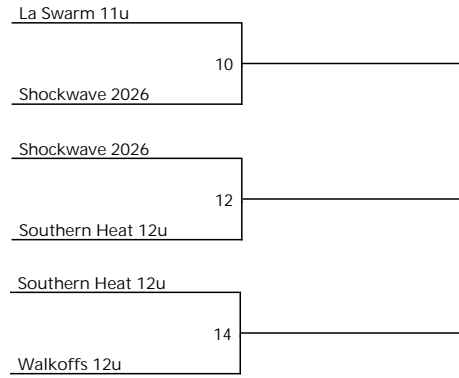 La Swarm 11u
10
Shockwave 2026
Shockwave 2026
12
Southern Heat 12u
Southern Heat 12u
14
Walkoffs 12u